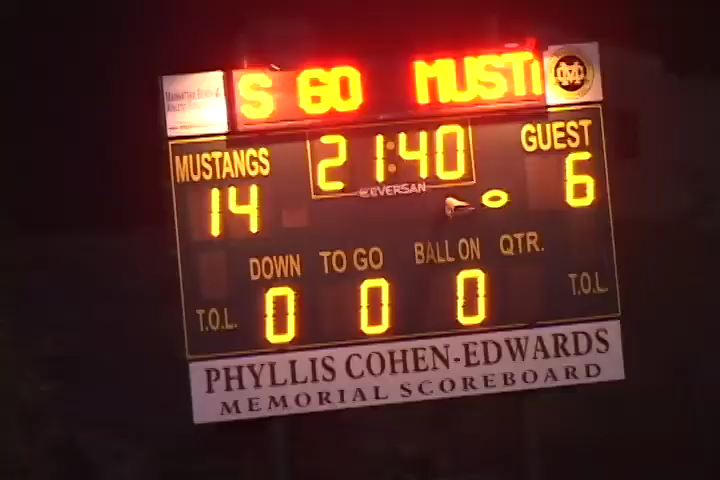 S GO MUST
MUSTANGS 21:40 GUEST
EVERSAN
14 6
DOWN TO GO BALL ON QTR.
T.O.L. 0 0 0 T.O.L.
PHYLLIS COHEN-EDWARDS
MEMORIAL SCOREBOARD